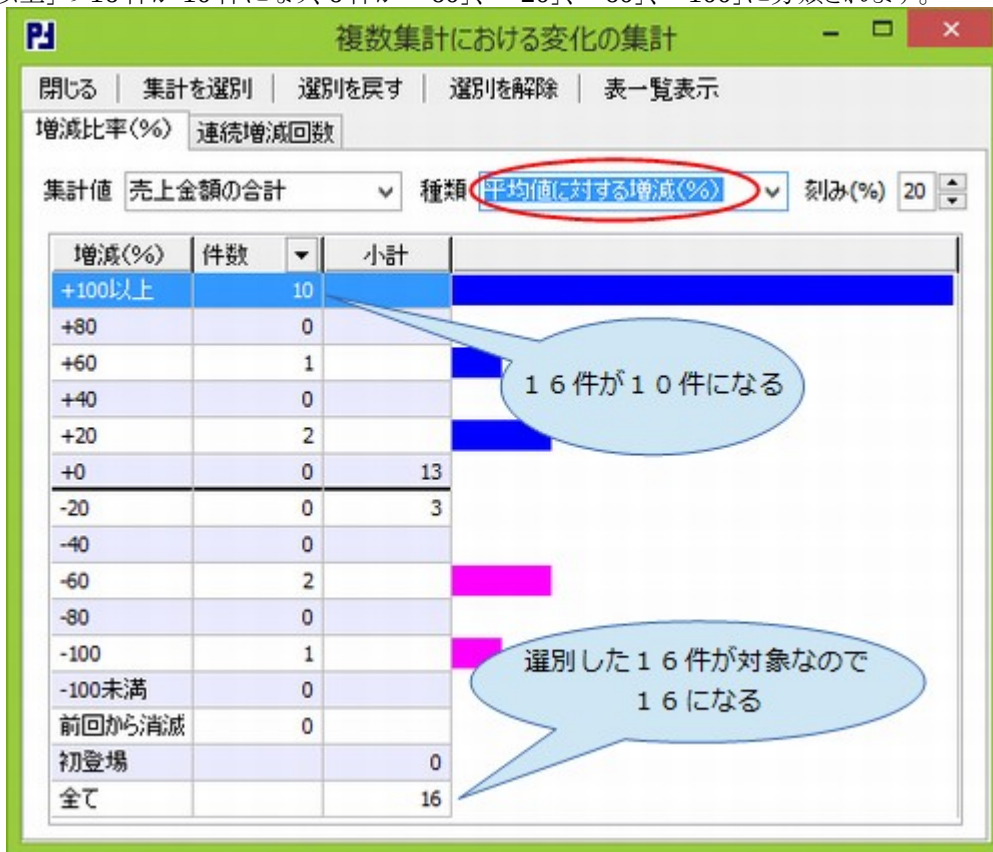 複数集計における変化の集計
閉じる | 集計を選別 | 選別を戻す | 選別を解除 | 表一覧表示
増減比率(%) 連続増減回数
集計値 売上金額の合計 種類 平均値に対する増減(%) 刻み(%) 20
増減(%) 件数 小計
+100以上 10
+80 0
+60 1
+40 0
+20 2
+0 0 13
-20 0 3
-40 0
-60 2
-80 0
-100 1
-100未満 0
前回から消滅 0
初登場 0
全て 16
16件が10件になる
選別した16件が対象なので
16になる